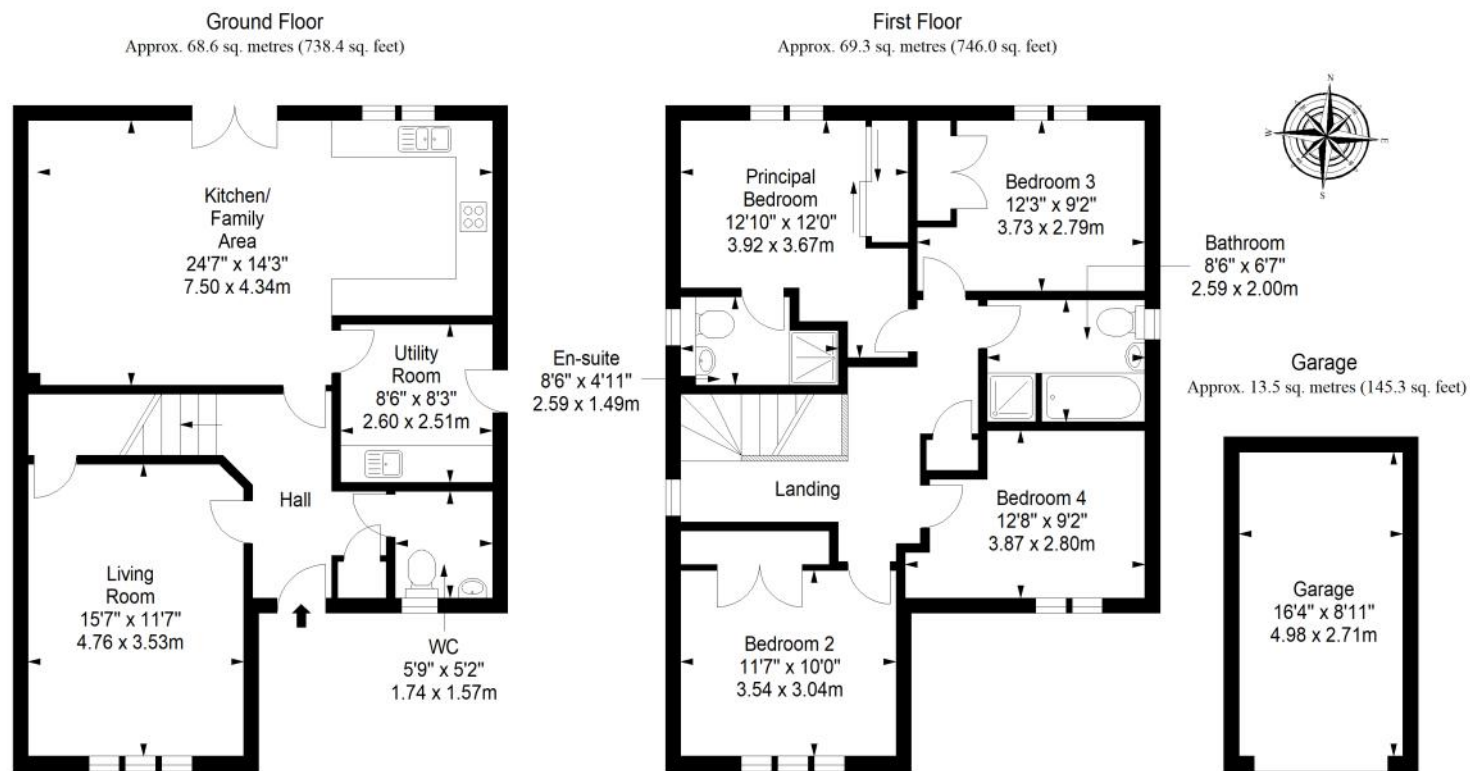 Ground Floor
Approx. 68.6 sq. metres (738.4 sq. feet)
Kitchen/
Family
Area
24'7" x 14'3"
7.50 x 4.34m
Utility
Room
8'6" x 8'3"
2.60 x 2.51m
Hall
Living
Room
15'7" x 11'7"
4.76 x 3.53m
WC
5'9" x 5'2"
1.74 x 1.57m
First Floor
Approx. 69.3 sq. metres (746.0 sq. feet)
Principal
Bedroom
12'10" x 12'0"
3.92 x 3.67m
Bedroom 3
12'3" x 9'2"
3.73 x 2.79m
Bathroom
8'6" x 6'7"
2.59 x 2.00m
En-suite
8'6" x 4'11"
2.59 x 1.49m
Landing
Bedroom 4
12'8" x 9'2"
3.87 x 2.80m
Bedroom 2
11'7" x 10'0"
3.54 x 3.04m
N
W
E
S
Garage
Approx. 13.5 sq. metres (145.3 sq. feet)
Garage
16'4" x 8'11"
4.98 x 2.71m